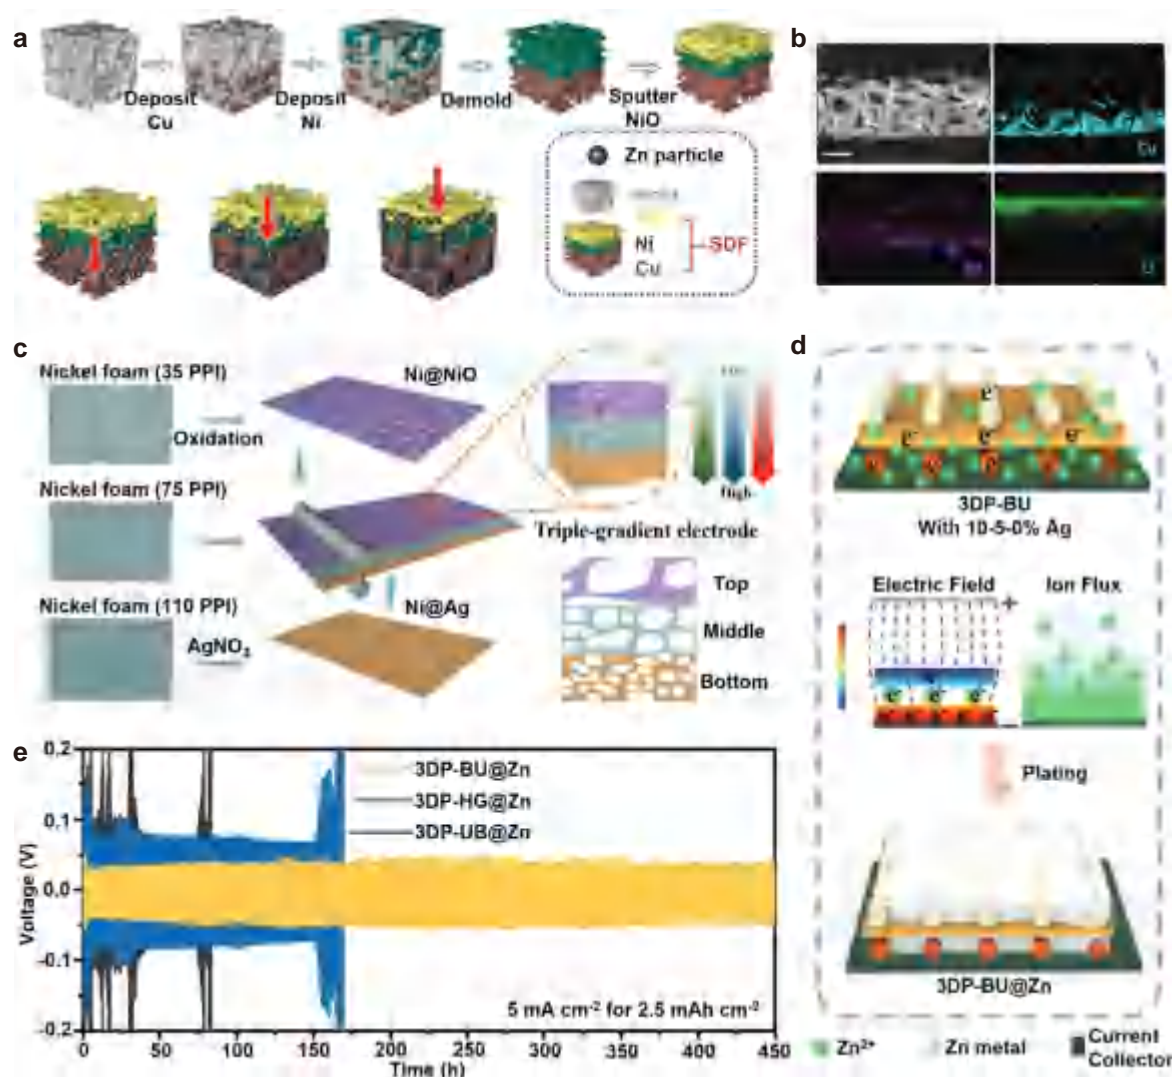 a
Deposit
Cu
Deposit
Ni
Demold
Sputter
NiO
Zn particle
Ni
Cu
SDF
b
Cu
c
Nickel foam (35 PPI)
Oxidation
Ni@NiO
Nickel foam (75 PPI)
High
Triple-gradient electrode
Nickel foam (110 PPI)
AgNO₃
Ni@Ag
Top
Middle
Bottom
d
e⁻
e⁻
e⁻
e⁻
3DP-BU
With 10-5-0% Ag
Electric Field
Ion Flux
+
e⁻ e⁻ e⁻
Plating
3DP-BU@Zn
Zn²⁺
Zn metal
Current
Collector
e
0.2
0.1
0.0
-0.1
-0.2
Voltage (V)
3DP-BU@Zn
3DP-HG@Zn
3DP-UB@Zn
5 mA cm⁻² for 2.5 mAh cm⁻²
0 50 100 150 200 250 300 350 400 450
Time (h)